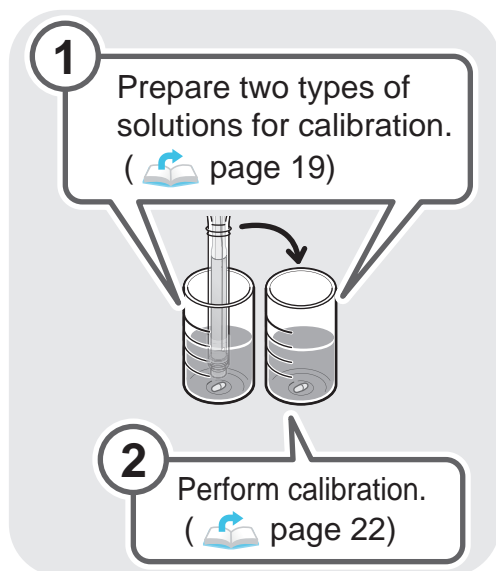 1
Prepare two types of
solutions for calibration.
( page 19)
2
Perform calibration.
( page 22)